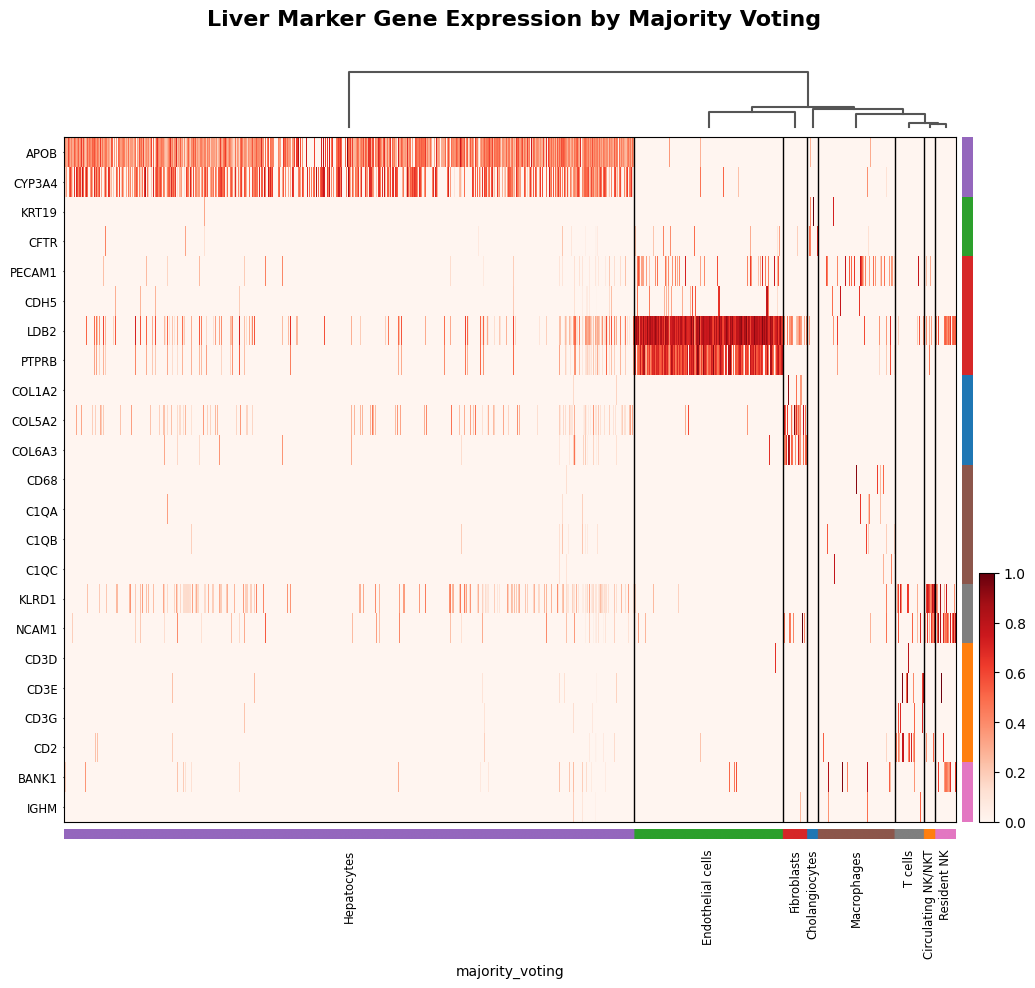 Liver Marker Gene Expression by Majority Voting
APOB
CYP3A4
KRT19
CFTR
PECAM1
CDH5
LDB2
PTPRB
COL1A2
COL5A2
COL6A3
CD68
C1QA
C1QB
C1QC
KLRD1
NCAM1
CD3D
CD3E
CD3G
CD2
BANK1
IGHM
1.0
0.8
0.6
0.4
0.2
0.0
Hepatocytes
Endothelial cells
Fibroblasts
Cholangiocytes
Macrophages
T cells
Circulating NK/NKT
Resident NK
majority_voting